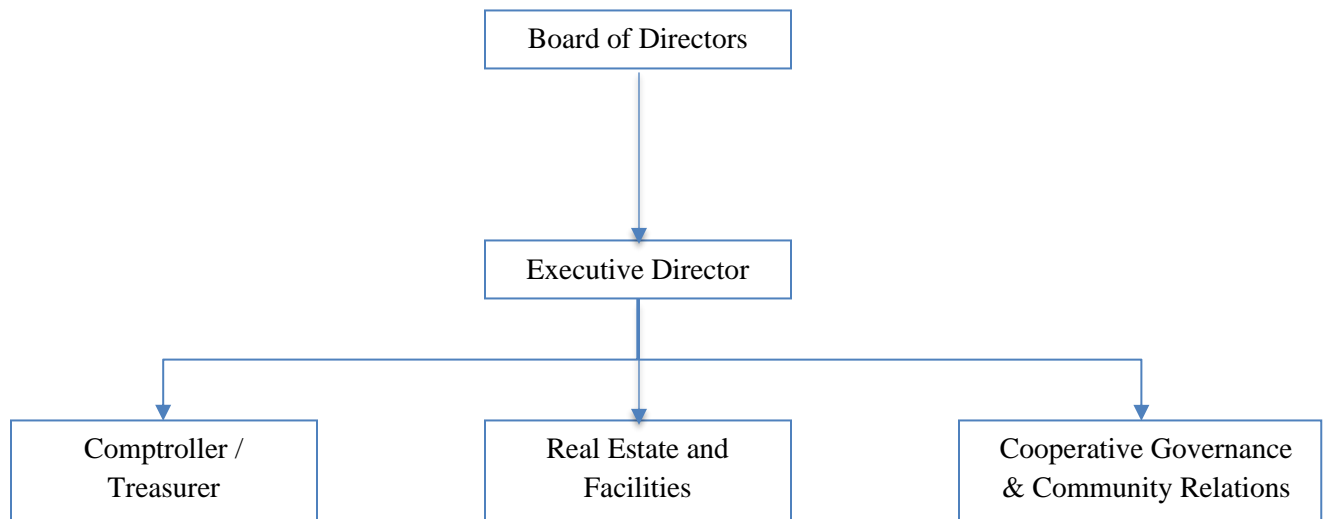 Board of Directors
Executive Director
Comptroller /
Treasurer
Real Estate and
Facilities
Cooperative Governance
& Community Relations